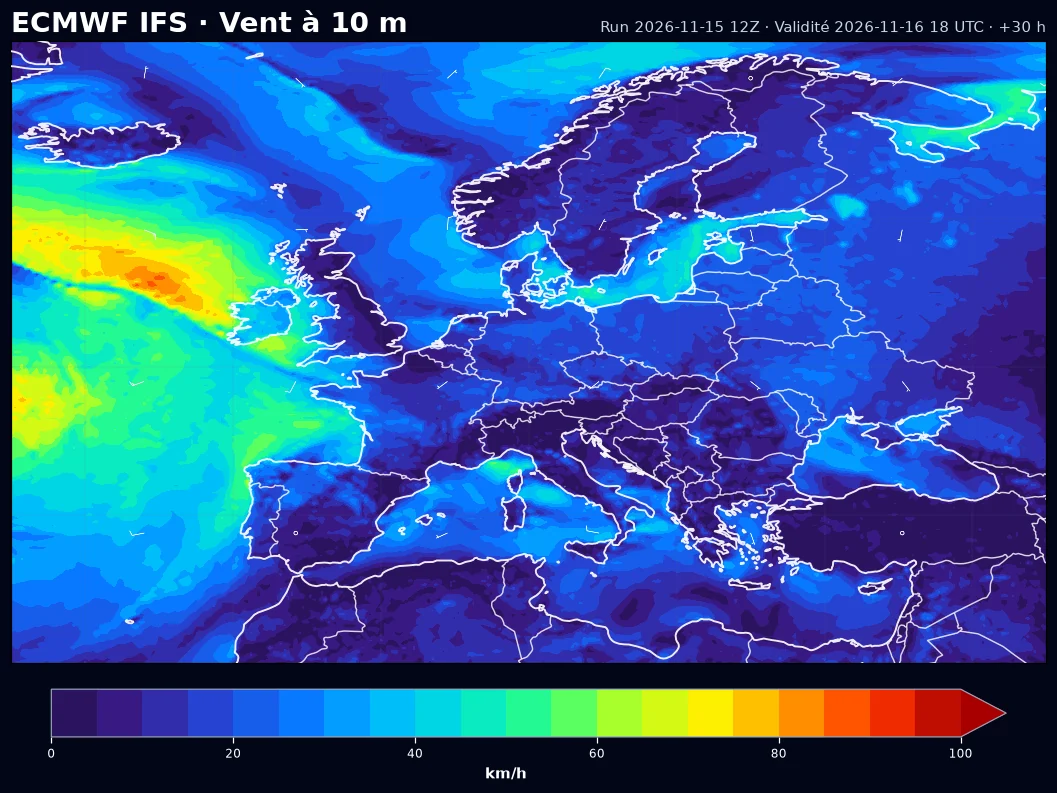 ECMWF IFS · Vent à 10 m
Run 2026-11-15 12Z · Validité 2026-11-16 18 UTC · +30 h
0 20 40 60 80 100
km/h